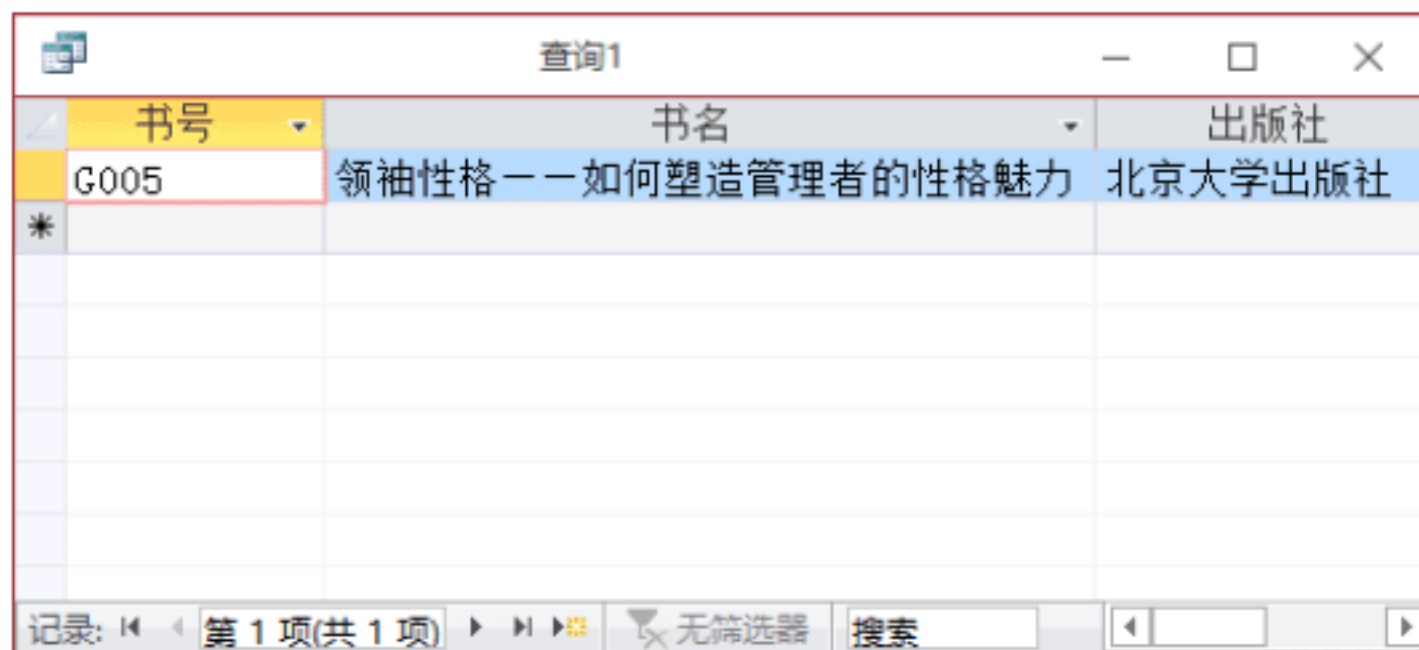 查询1
书号 书名 出版社
G005 领袖性格——如何塑造管理者的性格魅力 北京大学出版社
记录: 第 1 项(共 1 项) 无筛选器 搜索